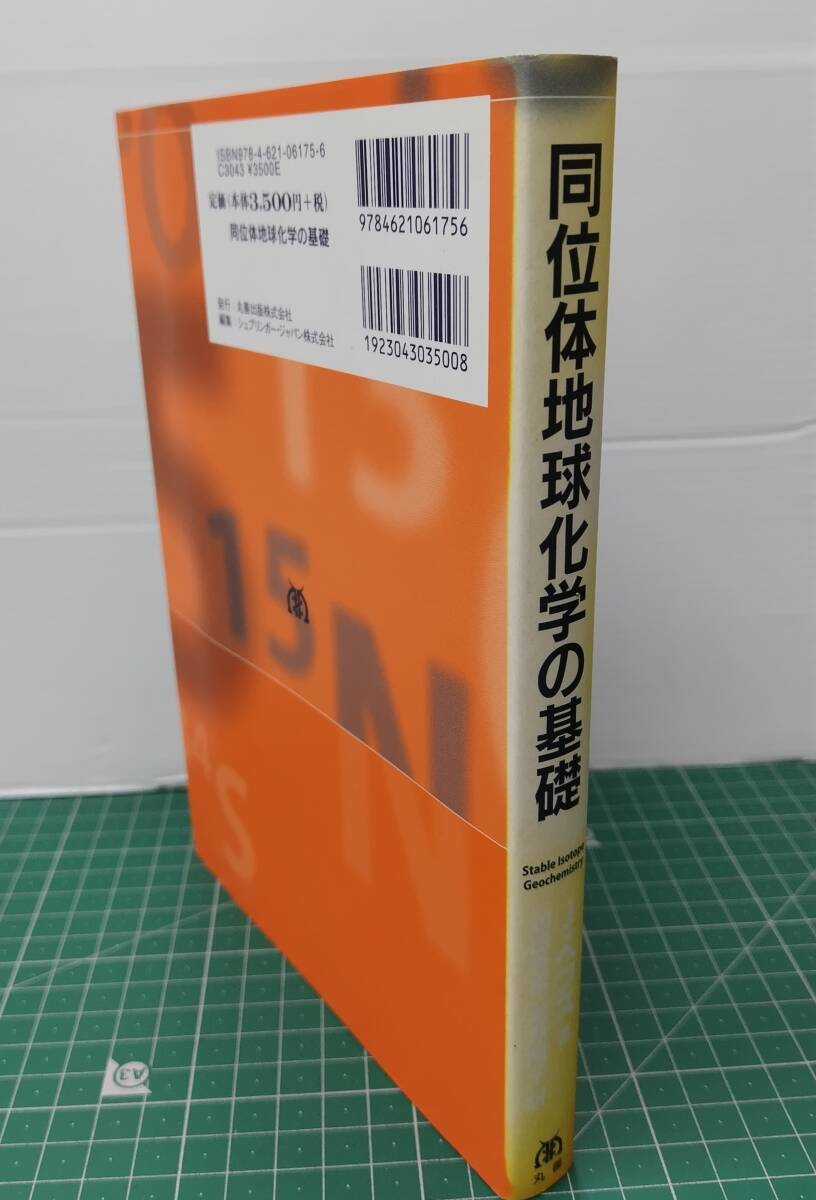 ISBN978-4-621-06175-6
C3043 ¥3500E
定価(本体3,500円+税)
同位体地球化学の基礎
発行:丸善出版株式会社
編集:シュプリンガー・ジャパン株式会社
9784621061756
1923043035008
15
15
N
S
A3
同位体地球化学の基礎
Stable Isotope
Geochemistry
丸善